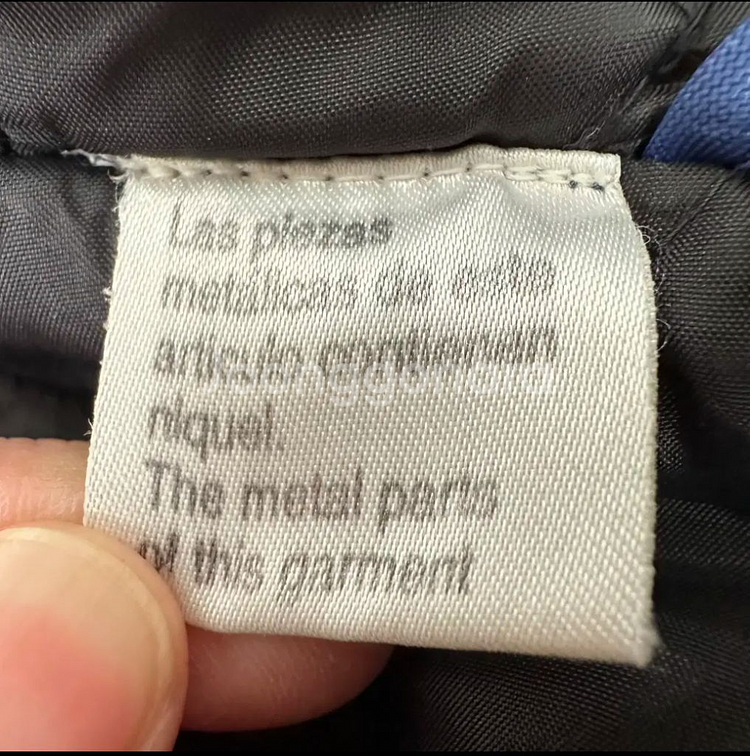 Las piezas
metalicas de este
articulo contienen
niquel.
The metal parts
of this garment